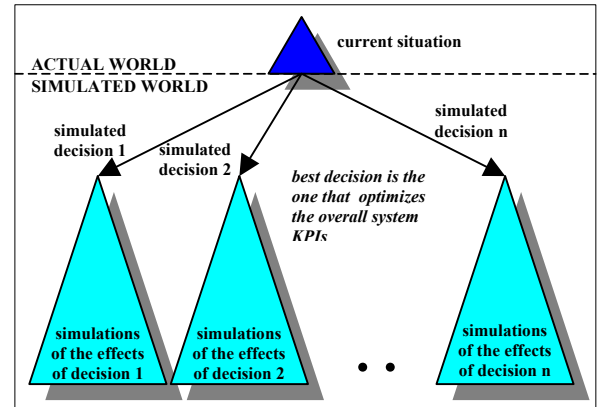 current situation
ACTUAL WORLD
SIMULATED WORLD
simulated
decision 1
simulated
decision 2
simulated
decision n
best decision is the
one that optimizes
the overall system
KPIs
simulations
of the effects
of decision 1
simulations
of the effects
of decision 2
simulations
of the effects
of decision n